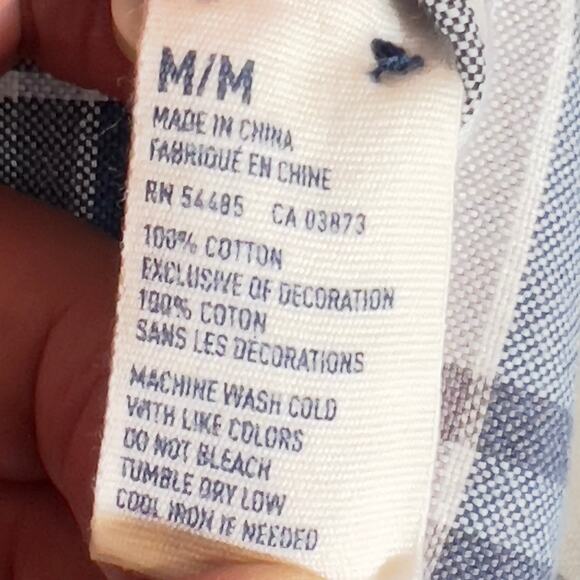 M/M
MADE IN CHINA
FABRIQUÉ EN CHINE
RN 54485 CA 03873
100% COTTON
EXCLUSIVE OF DECORATION
100% COTON
SANS LES DÉCORATIONS
MACHINE WASH COLD
WITH LIKE COLORS
DO NOT BLEACH
TUMBLE DRY LOW
COOL IRON IF NEEDED